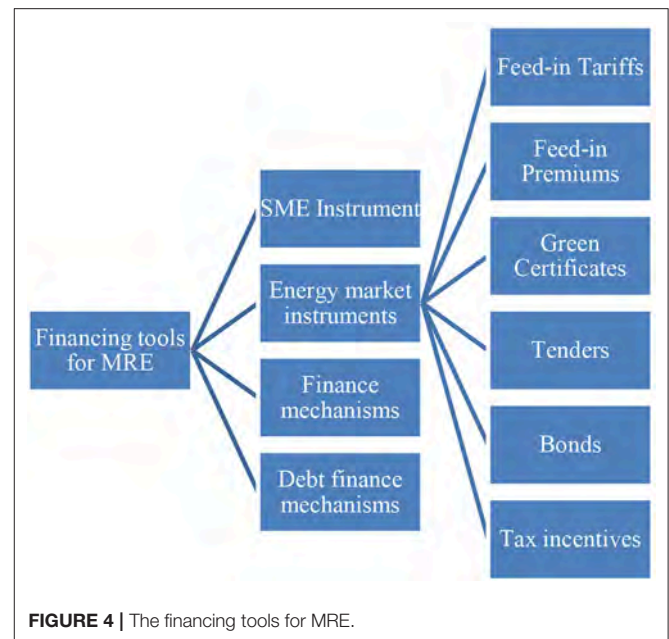 Financing tools
for MRE
SME Instrument
Energy market
instruments
Finance
mechanisms
Debt finance
mechanisms
Feed-in Tariffs
Feed-in
Premiums
Green
Certificates
Tenders
Bonds
Tax incentives
FIGURE 4 | The financing tools for MRE.